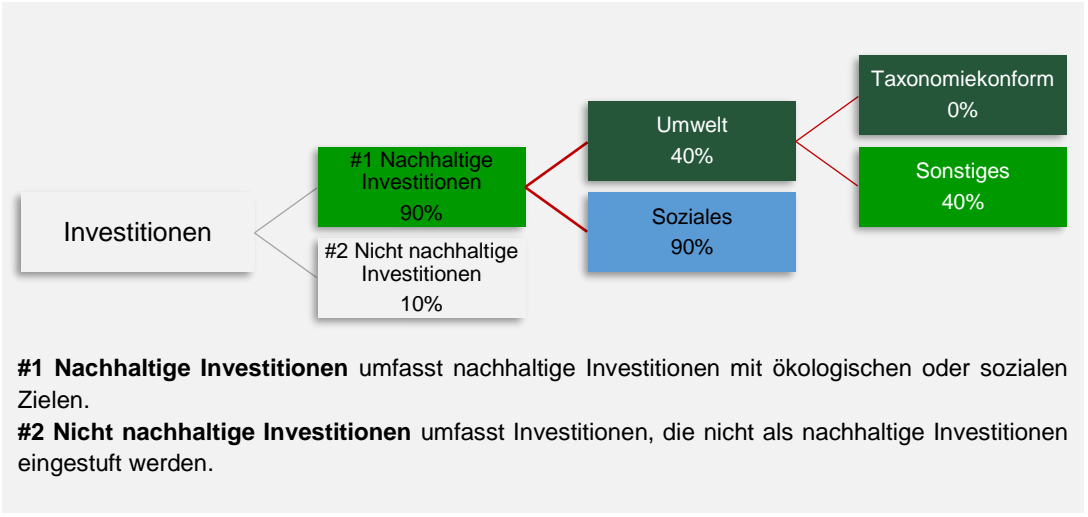 Investitionen
#1 Nachhaltige
Investitionen
90%
#2 Nicht nachhaltige
Investitionen
10%
Umwelt
40%
Soziales
90%
Taxonomiekonform
0%
Sonstiges
40%
#1 Nachhaltige Investitionen umfasst nachhaltige Investitionen mit ökologischen oder sozialen
Zielen.
#2 Nicht nachhaltige Investitionen umfasst Investitionen, die nicht als nachhaltige Investitionen
eingestuft werden.